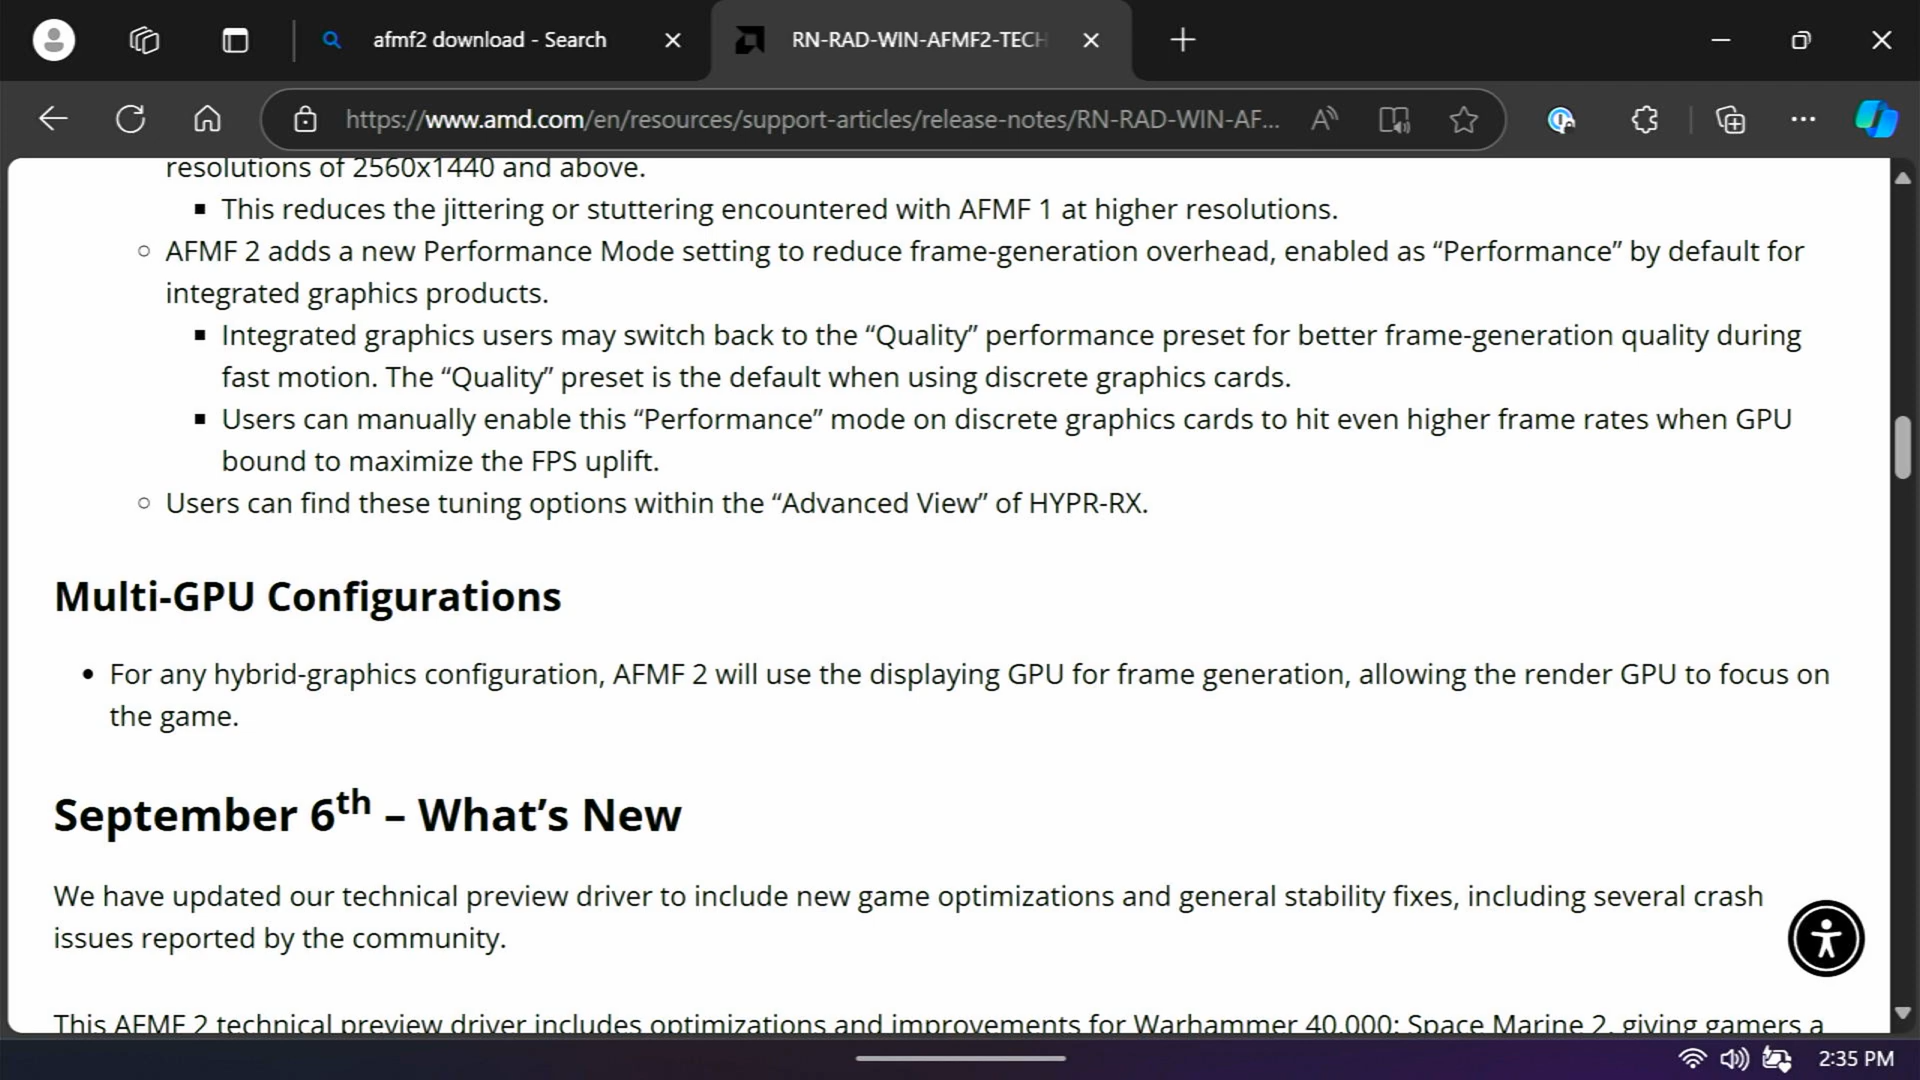 afmf2 download - Search
RN-RAD-WIN-AFMF2-TECH
https://www.amd.com/en/resources/support-articles/release-notes/RN-RAD-WIN-AF...
resolutions of 2560x1440 and above.
▪ This reduces the jittering or stuttering encountered with AFMF 1 at higher resolutions.
○ AFMF 2 adds a new Performance Mode setting to reduce frame-generation overhead, enabled as “Performance” by default for
integrated graphics products.
▪ Integrated graphics users may switch back to the “Quality” performance preset for better frame-generation quality during
fast motion. The “Quality” preset is the default when using discrete graphics cards.
▪ Users can manually enable this “Performance” mode on discrete graphics cards to hit even higher frame rates when GPU
bound to maximize the FPS uplift.
○ Users can find these tuning options within the “Advanced View” of HYPR-RX.
Multi-GPU Configurations
• For any hybrid-graphics configuration, AFMF 2 will use the displaying GPU for frame generation, allowing the render GPU to focus on
the game.
September 6th – What’s New
We have updated our technical preview driver to include new game optimizations and general stability fixes, including several crash
issues reported by the community.
This AFMF 2 technical preview driver includes optimizations and improvements for Warhammer 40,000: Space Marine 2, giving gamers a
2:35 PM